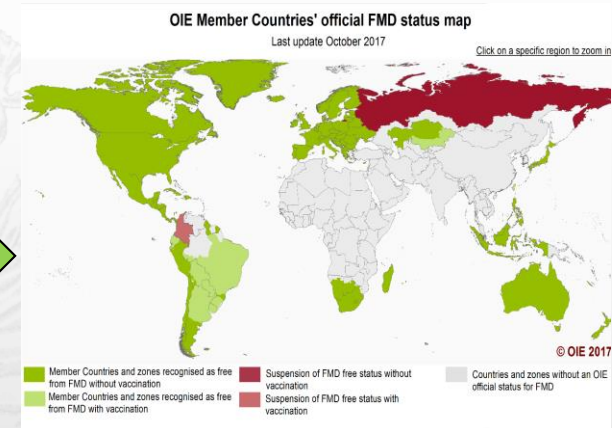 OIE Member Countries' official FMD status map
Last update October 2017
Click on a specific region to zoom in
© OIE 2017
Member Countries and zones recognised as free
from FMD without vaccination
Member Countries and zones recognised as free
from FMD with vaccination
Suspension of FMD free status without
vaccination
Suspension of FMD free status with
vaccination
Countries and zones without an OIE
official status for FMD